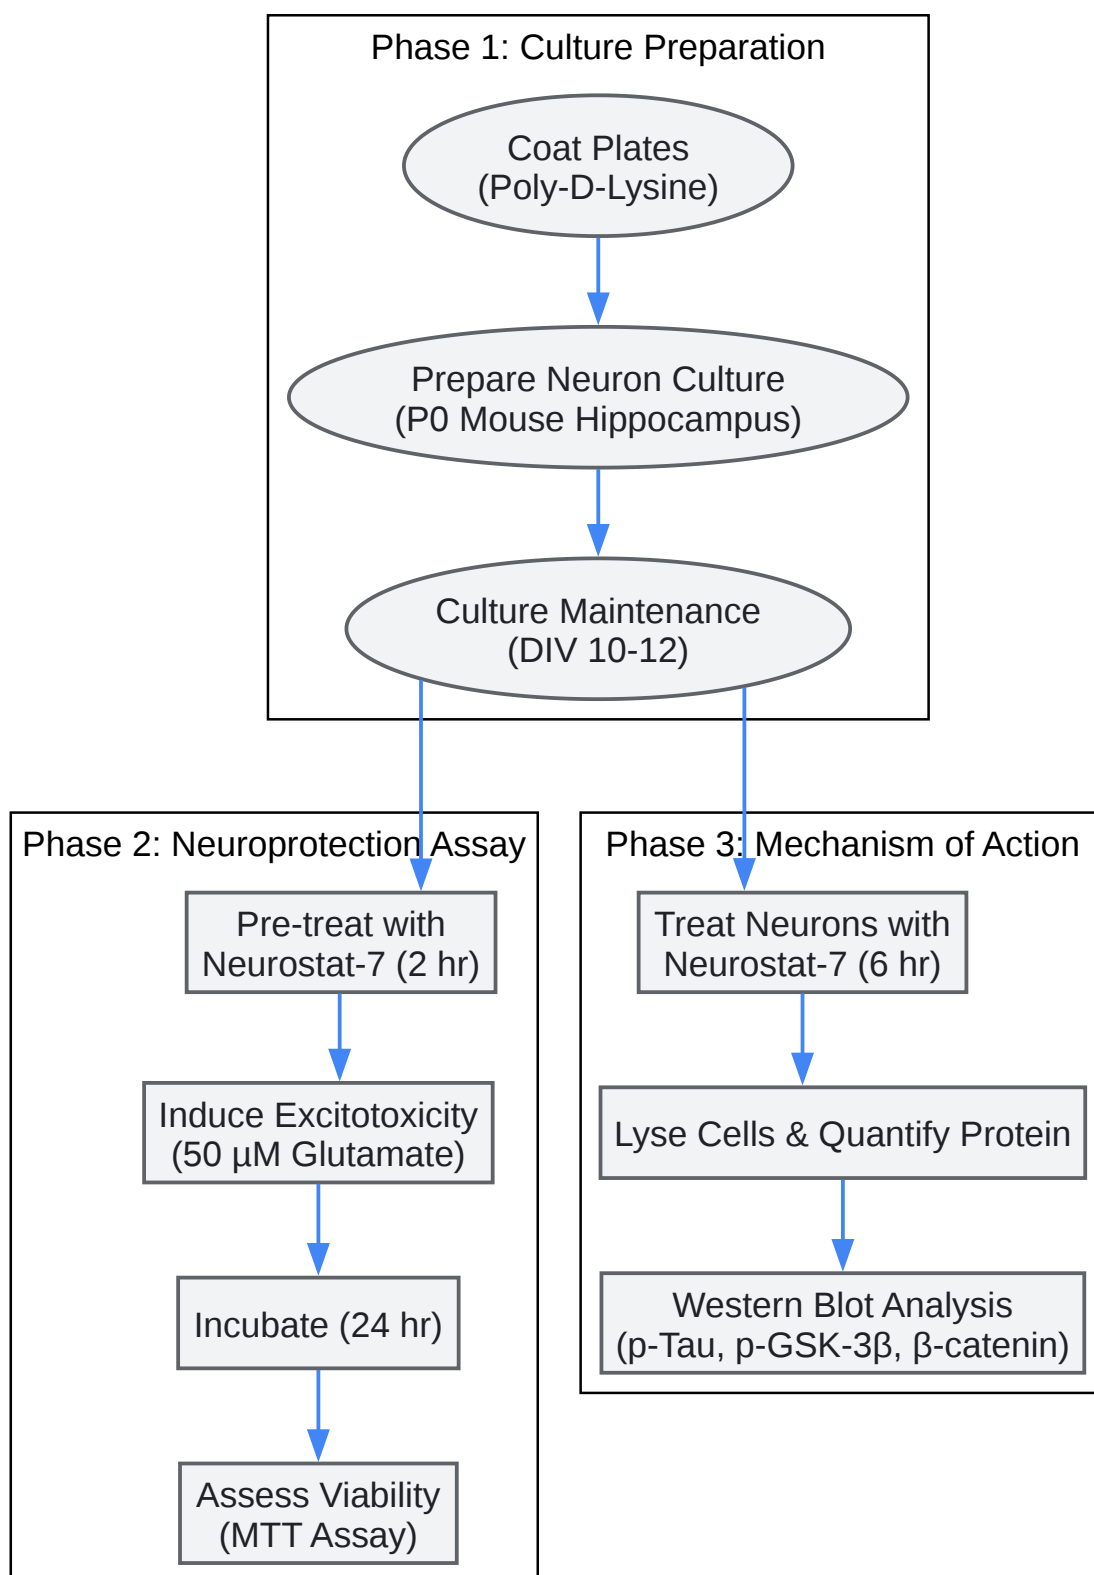 Phase 1: Culture Preparation
Coat Plates
(Poly-D-Lysine)
Prepare Neuron Culture
(P0 Mouse Hippocampus)
Culture Maintenance
(DIV 10-12)
Phase 2: Neuroprotection Assay
Pre-treat with
Neurostat-7 (2 hr)
Induce Excitotoxicity
(50 µM Glutamate)
Incubate (24 hr)
Assess Viability
(MTT Assay)
Phase 3: Mechanism of Action
Treat Neurons with
Neurostat-7 (6 hr)
Lyse Cells & Quantify Protein
Western Blot Analysis
(p-Tau, p-GSK-3β, β-catenin)